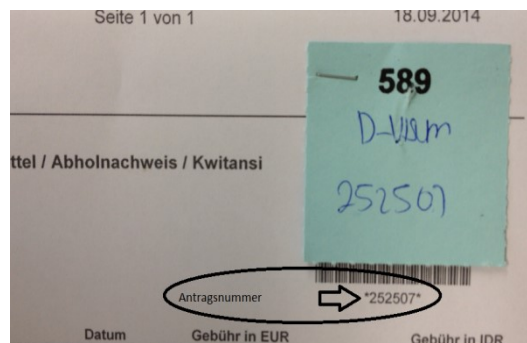 Seite 1 von 1
18.09.2014
589
D-Visum
252507
ttel / Abholnachweis / Kwitansi
Antragsnummer
*252507*
Datum
Gebühr in EUR
Gebühr in IDR